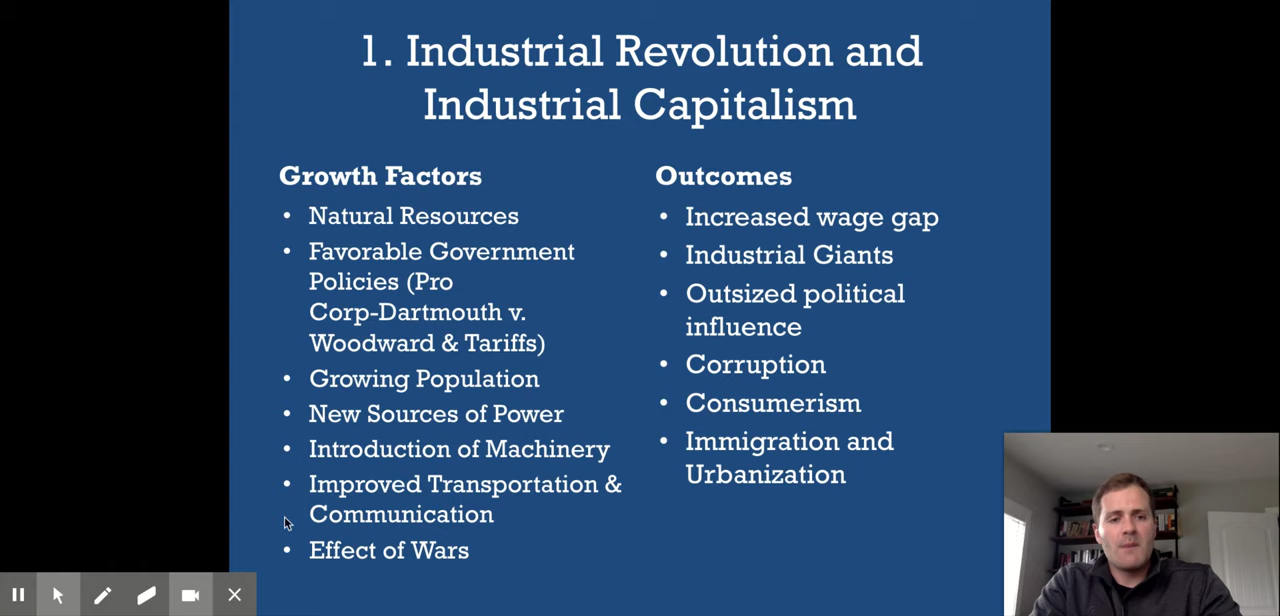 1. Industrial Revolution and
Industrial Capitalism
Growth Factors
• Natural Resources
• Favorable Government
Policies (Pro
Corp-Dartmouth v.
Woodward & Tariffs)
• Growing Population
• New Sources of Power
• Introduction of Machinery
• Improved Transportation &
Communication
• Effect of Wars
Outcomes
• Increased wage gap
• Industrial Giants
• Outsized political
influence
• Corruption
• Consumerism
• Immigration and
Urbanization